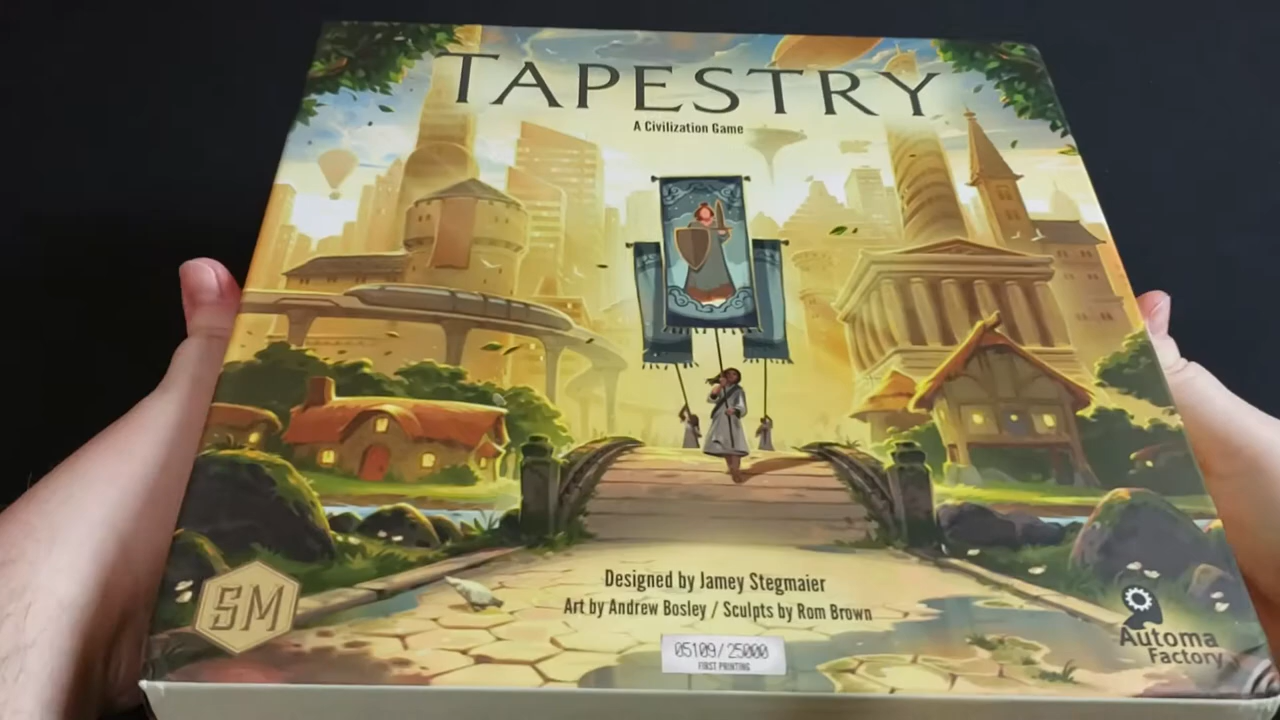 TAPESTRY
A Civilization Game
Designed by Jamey Stegmaier
Art by Andrew Bosley / Sculpts by Rom Brown
SM
05109/25000
FIRST PRINTING
Automa
Factory